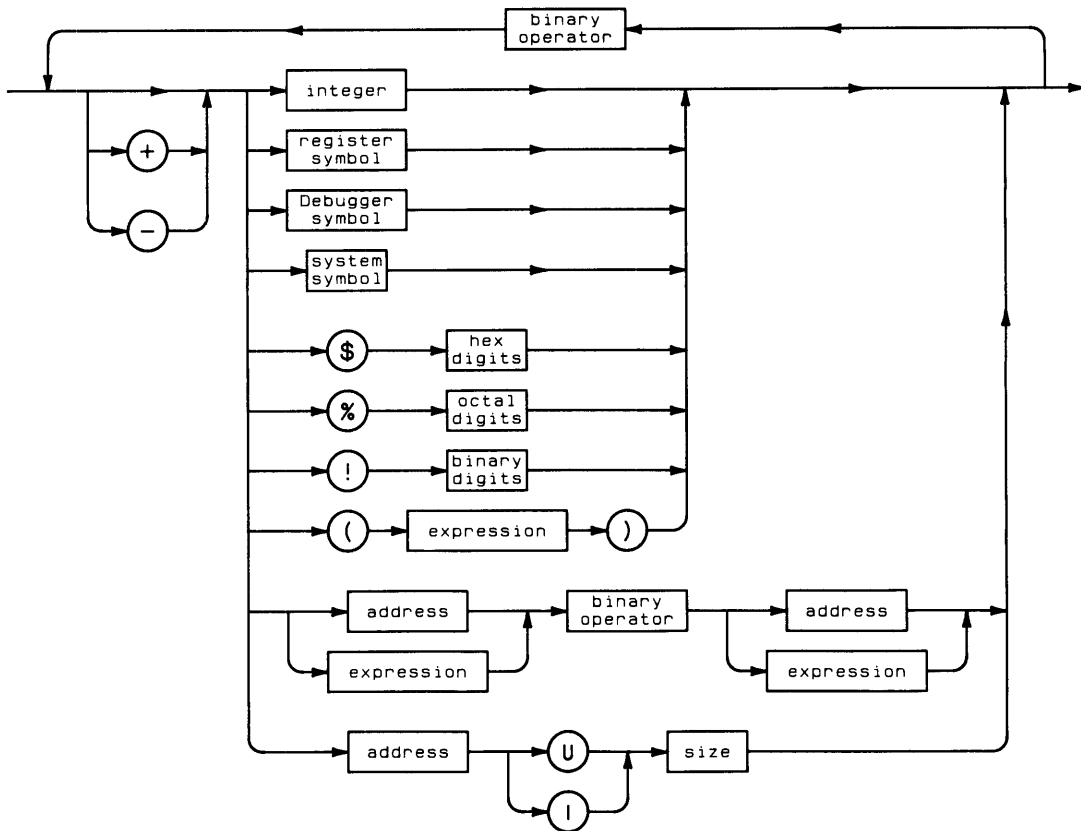 binary
operator
integer
+
register
symbol
Debugger
symbol
−
system
symbol
$
hex
digits
%
octal
digits
!
binary
digits
(
expression
)
address
binary
operator
address
expression
expression
address
U
size
I